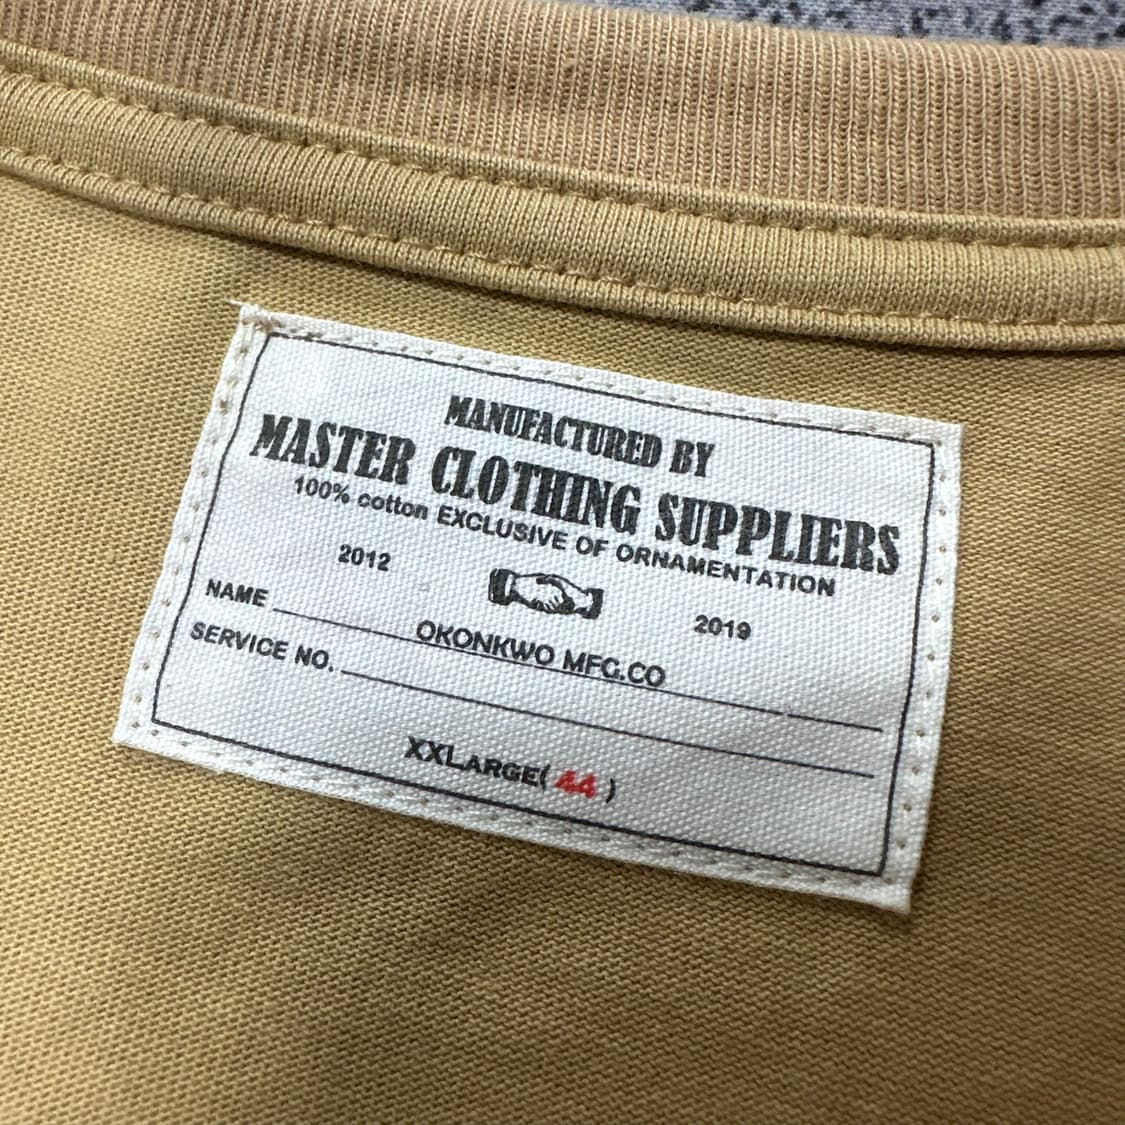 MANUFACTURED BY
MASTER CLOTHING SUPPLIERS
100% cotton EXCLUSIVE OF ORNAMENTATION
2012 2019
NAME OKONKWO MFG.CO
SERVICE NO.
XXLARGE(44)